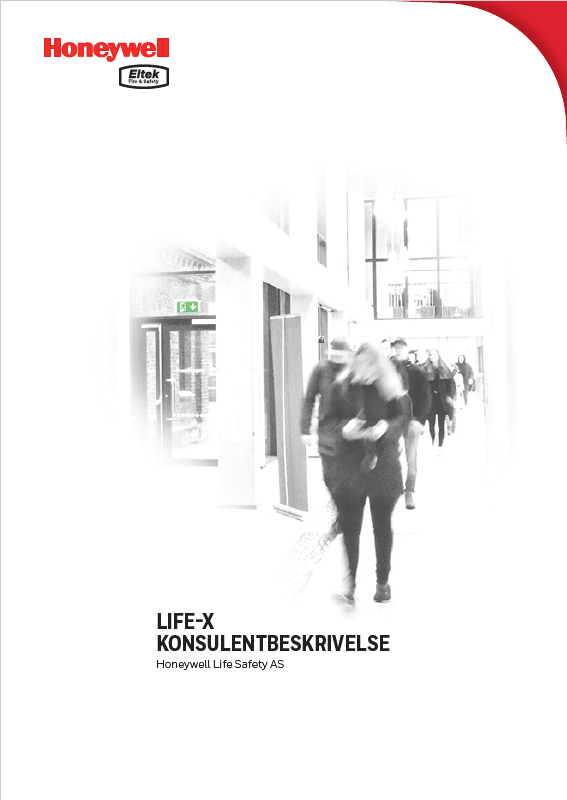 Honeywell
Eltek
Fire & Safety
LIFE-X
KONSULENTBESKRIVELSE
Honeywell Life Safety AS